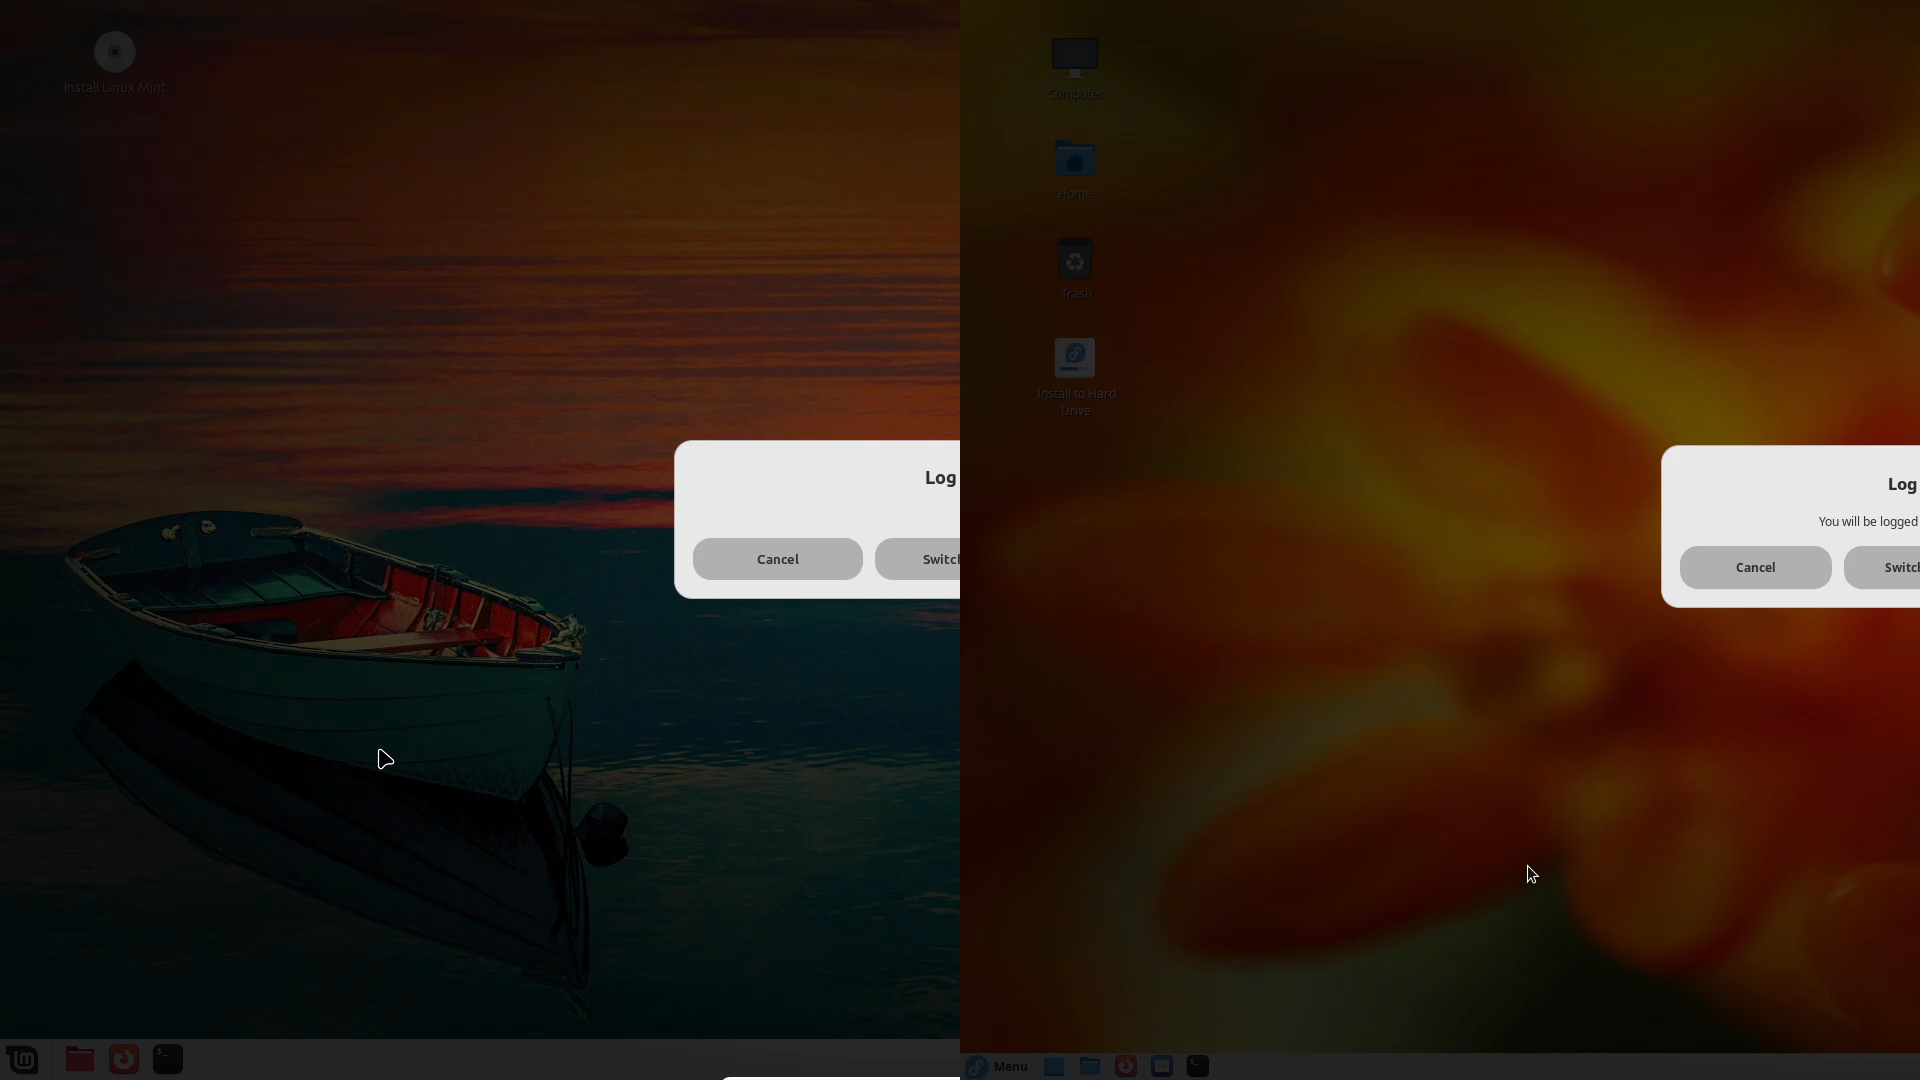 Install Linux Mint
Log
Cancel
Switch
Computer
Home
Trash
Install to Hard
Drive
Log
You will be logged
Cancel
Switch
Menu